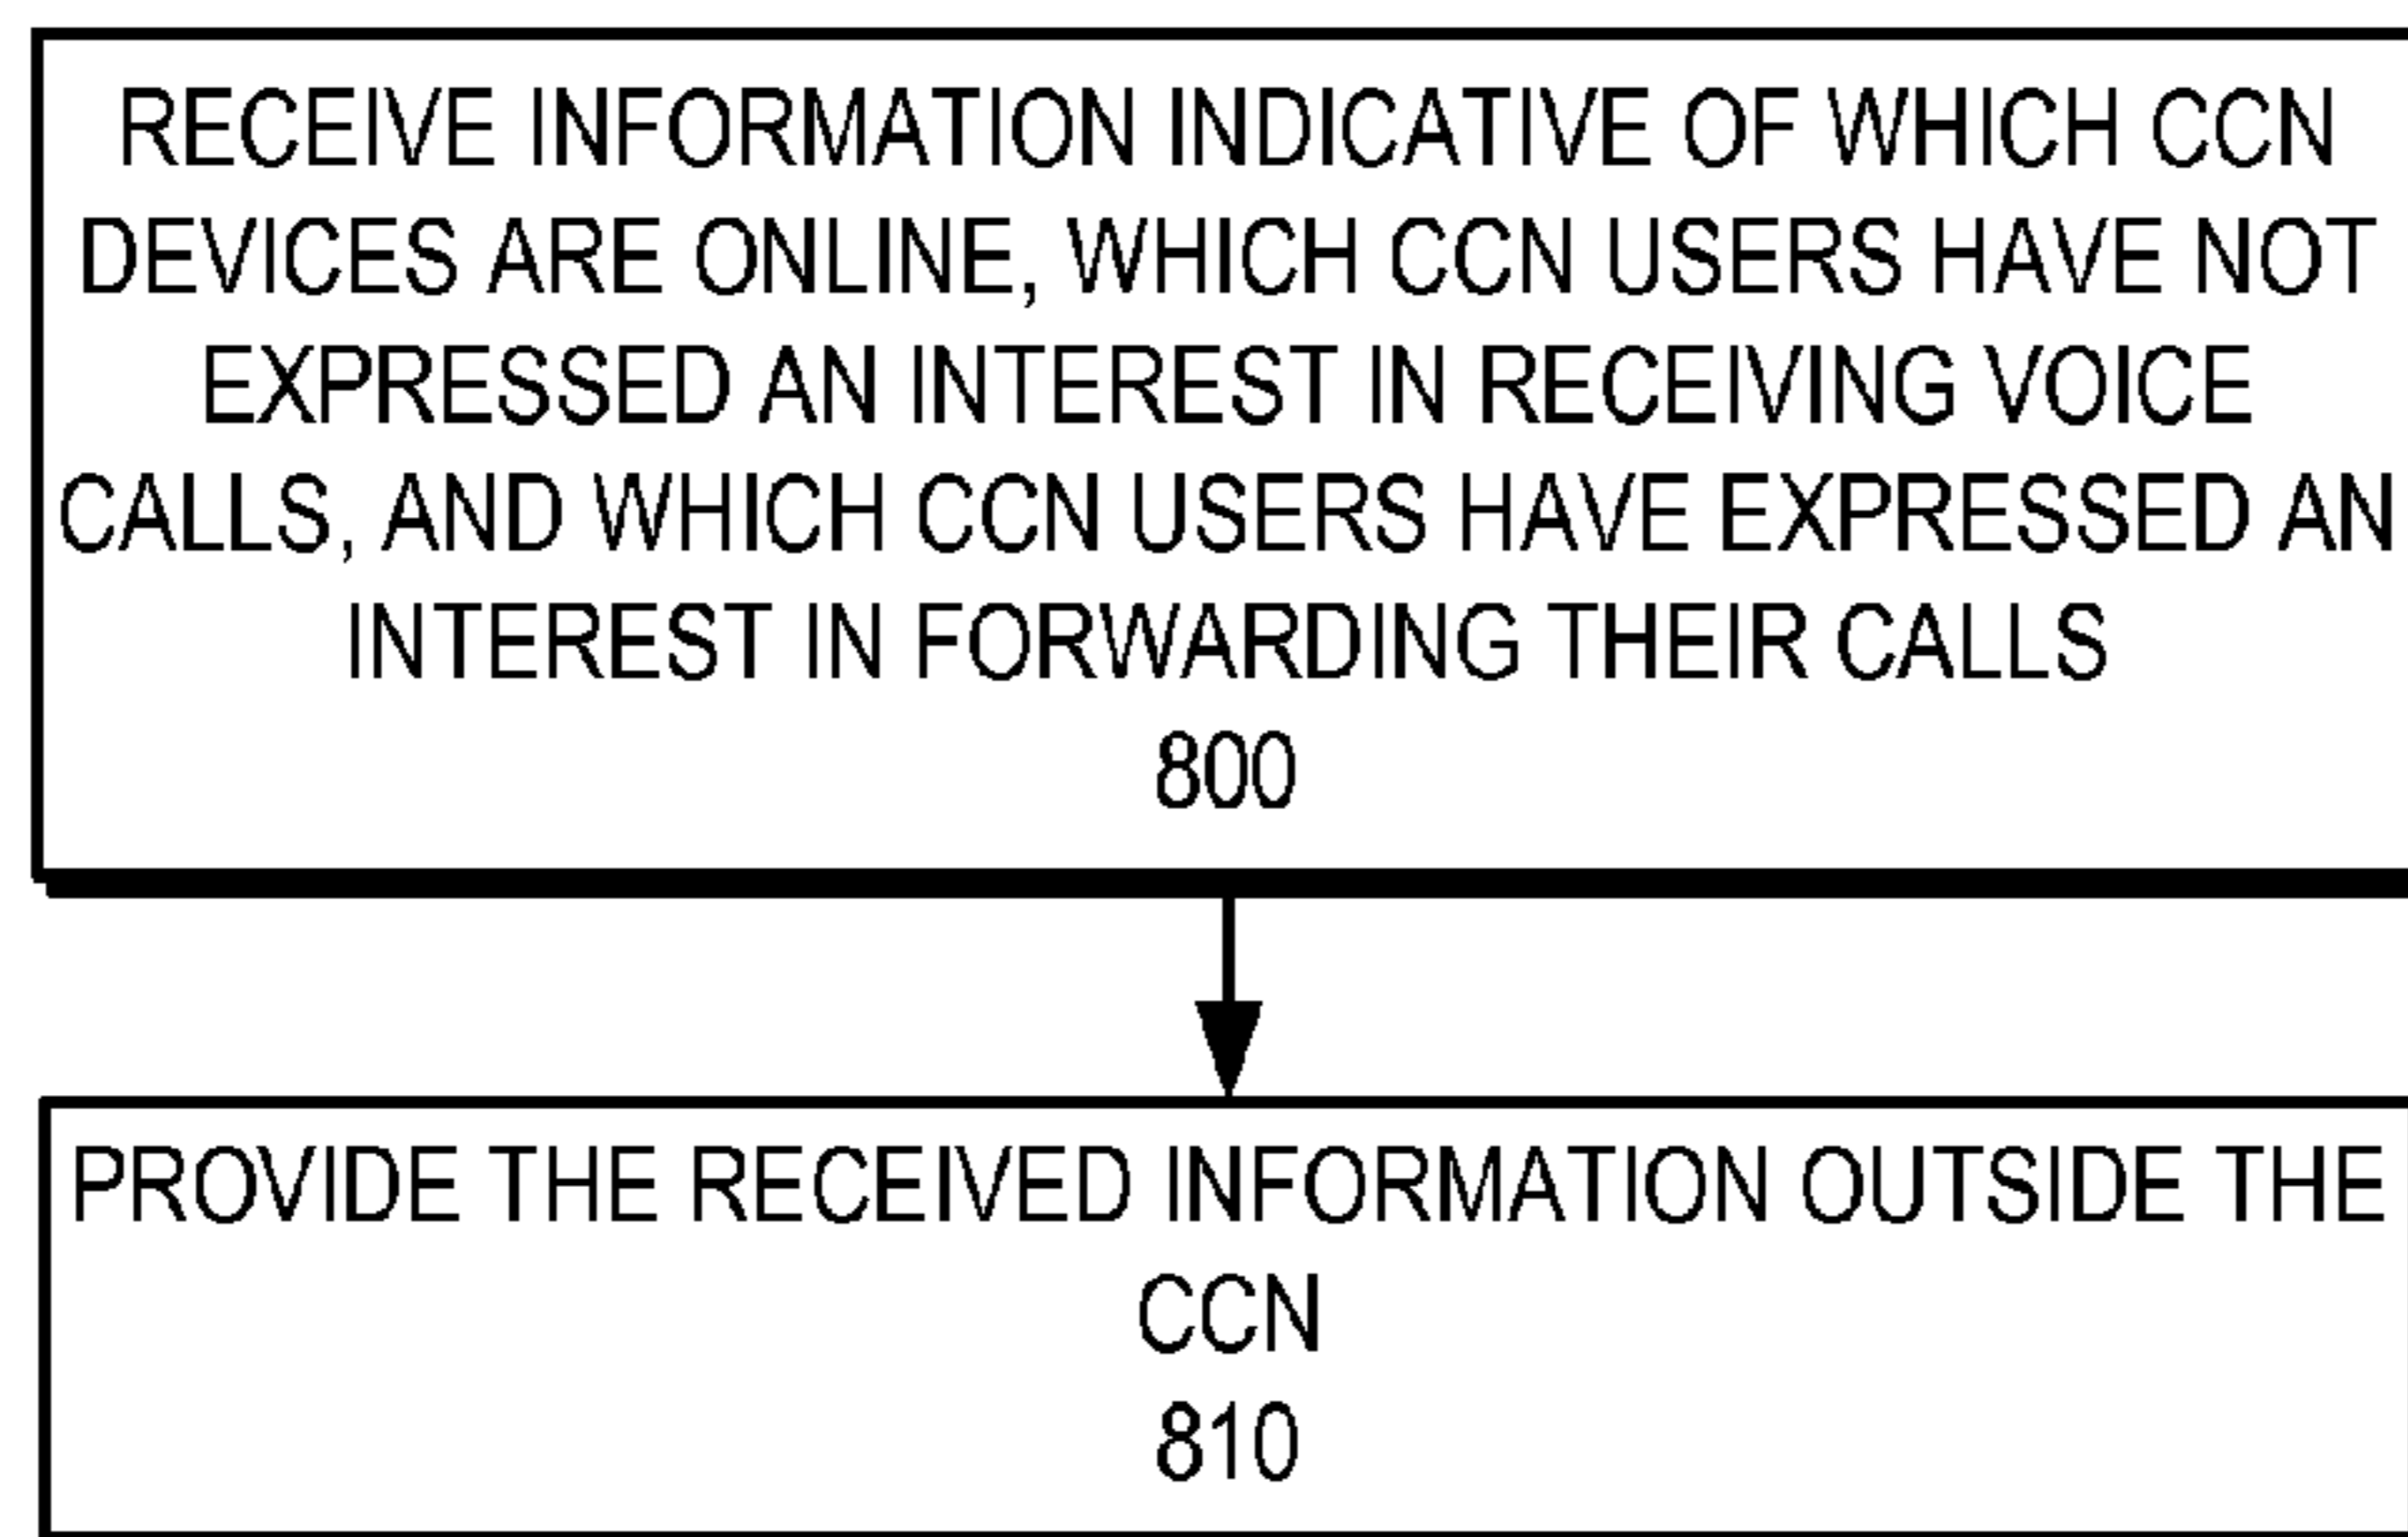 RECEIVE INFORMATION INDICATIVE OF WHICH CCN
DEVICES ARE ONLINE, WHICH CCN USERS HAVE NOT
EXPRESSED AN INTEREST IN RECEIVING VOICE
CALLS, AND WHICH CCN USERS HAVE EXPRESSED AN
INTEREST IN FORWARDING THEIR CALLS
800
PROVIDE THE RECEIVED INFORMATION OUTSIDE THE
CCN
810